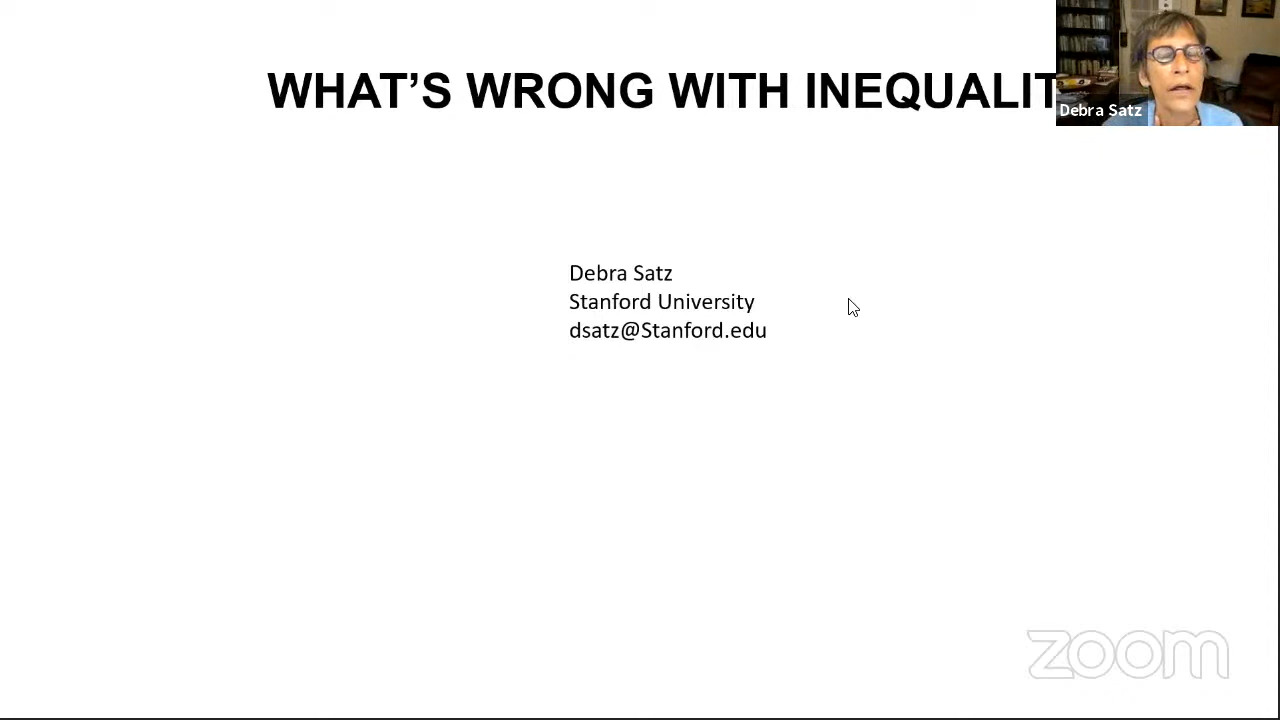 WHAT'S WRONG WITH INEQUALIT
Debra Satz
Debra Satz
Stanford University
dsatz@Stanford.edu
zoom